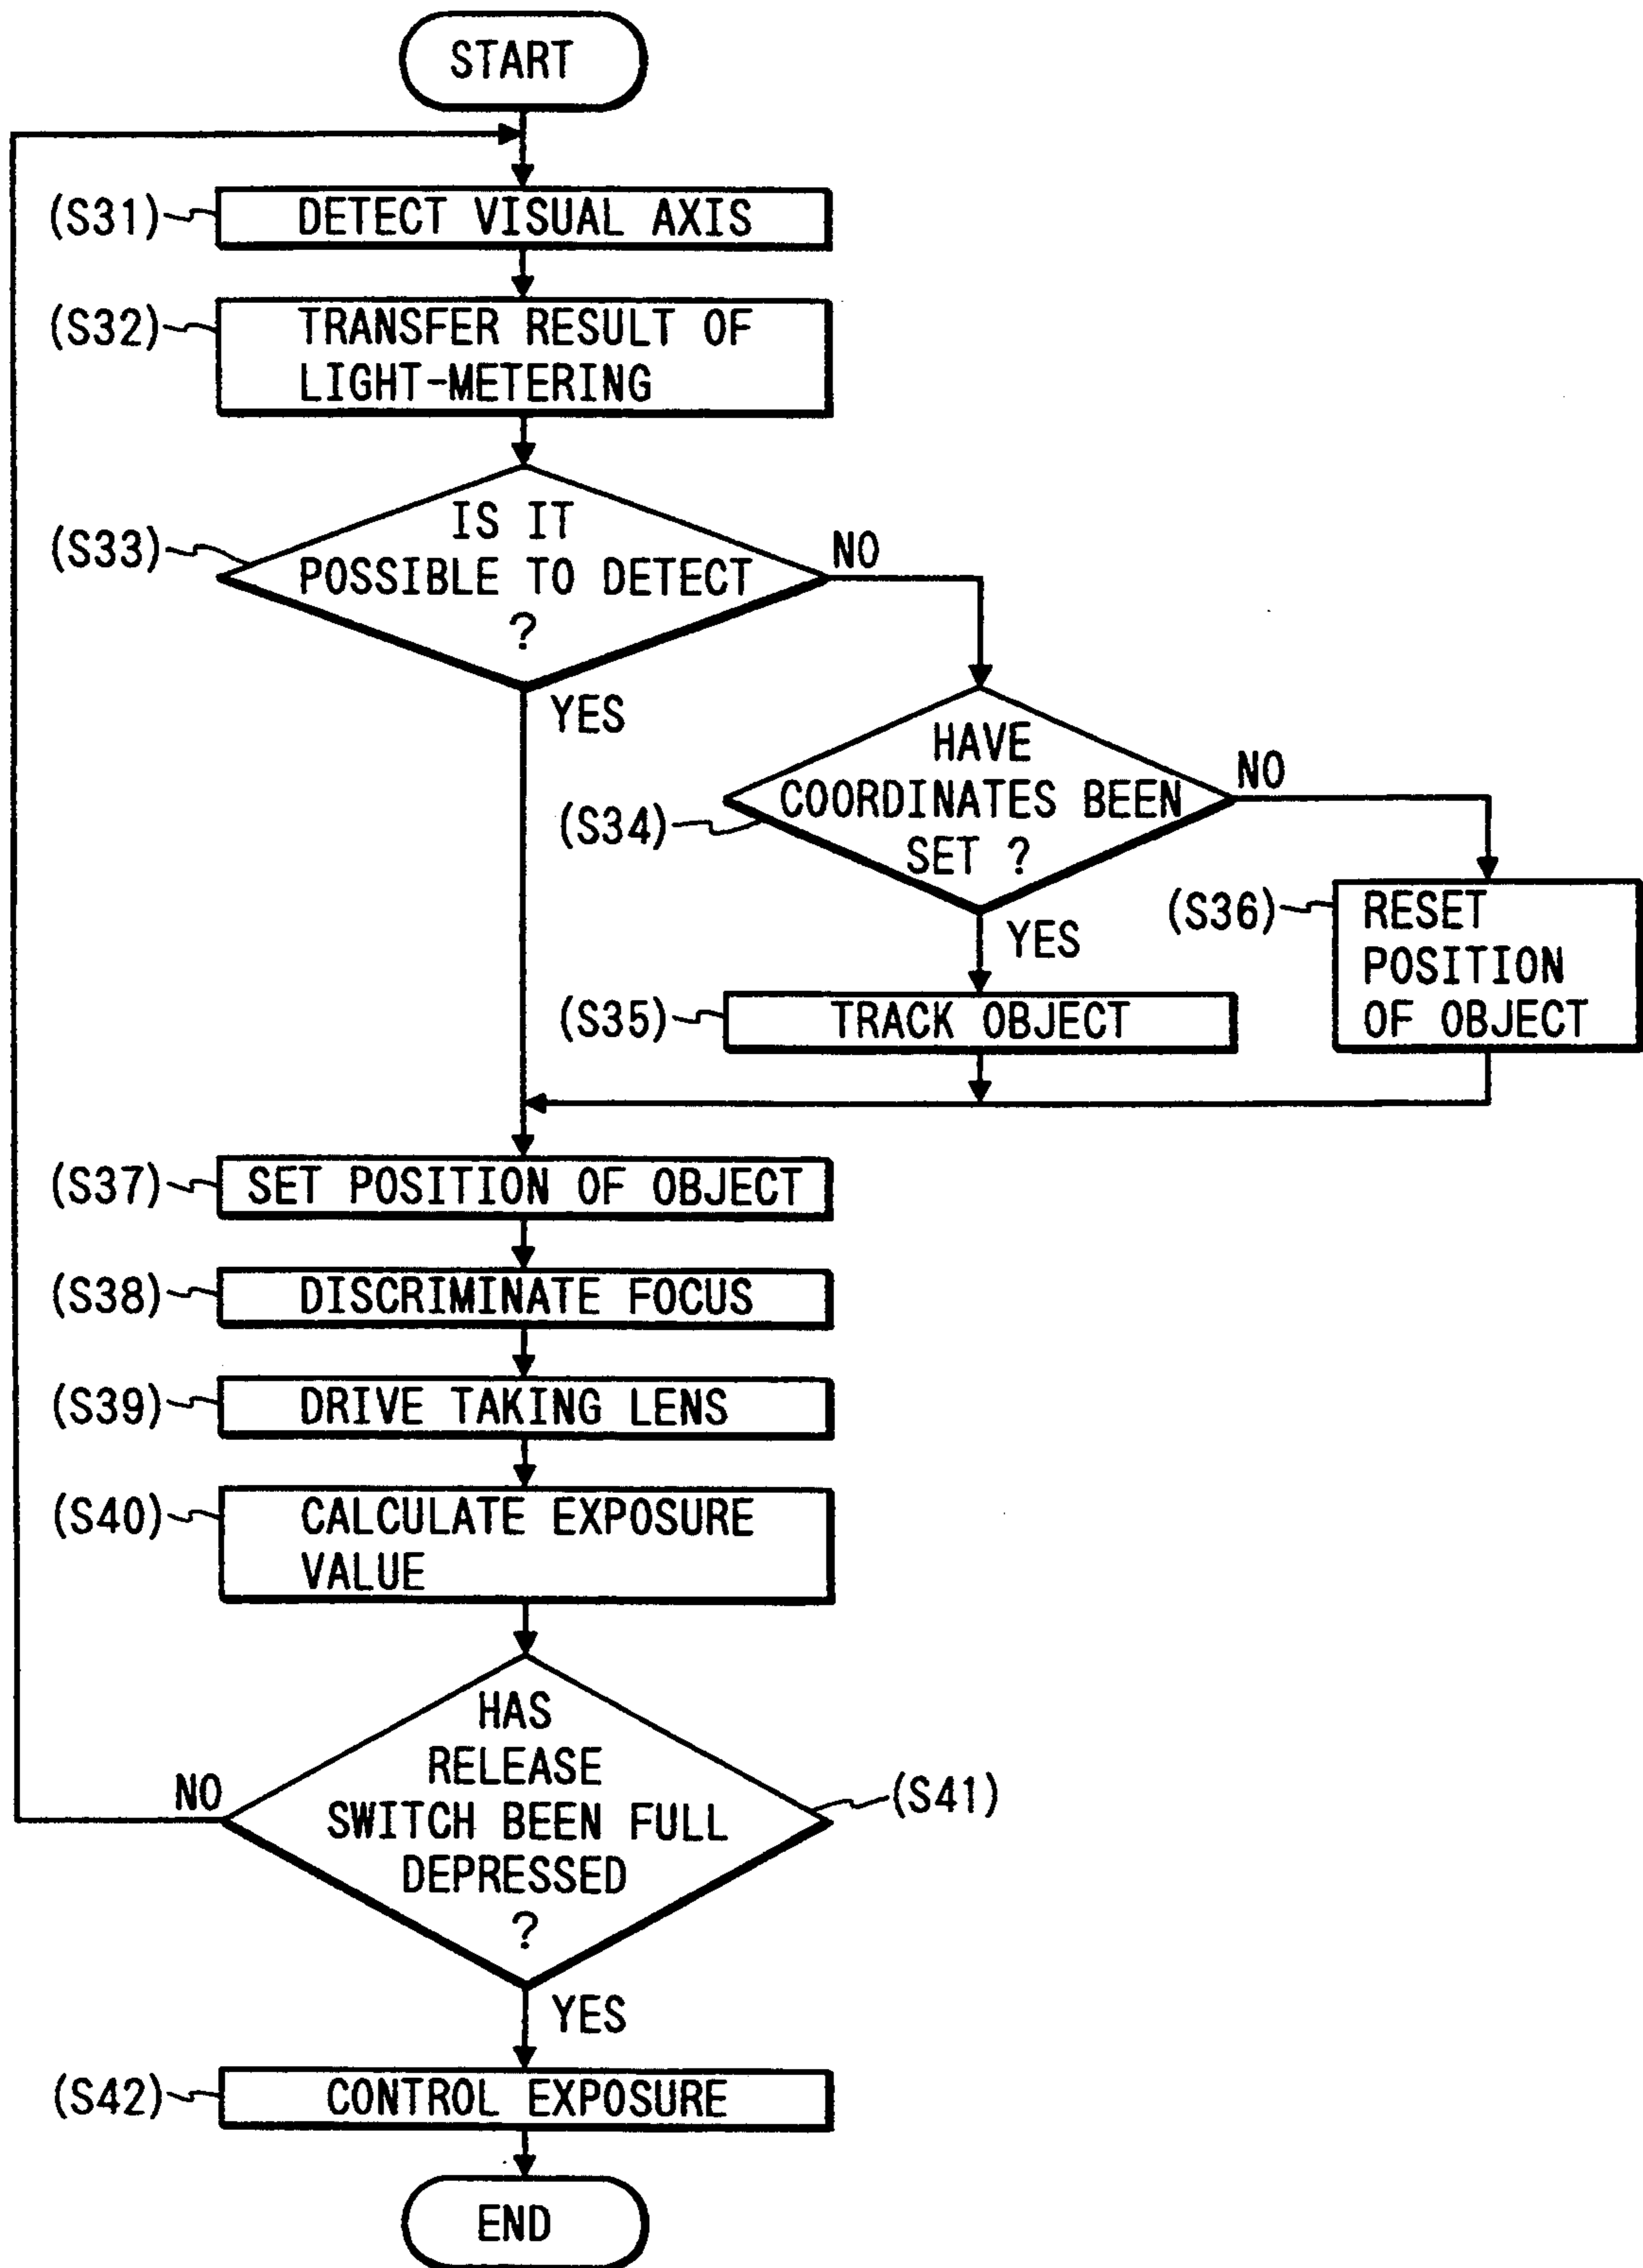 START
(S31)
DETECT VISUAL AXIS
(S32)
TRANSFER RESULT OF
LIGHT-METERING
(S33)
IS IT
POSSIBLE TO DETECT
?
NO
YES
(S34)
HAVE
COORDINATES BEEN
SET ?
NO
YES
(S35)
TRACK OBJECT
(S36)
RESET
POSITION
OF OBJECT
(S37)
SET POSITION OF OBJECT
(S38)
DISCRIMINATE FOCUS
(S39)
DRIVE TAKING LENS
(S40)
CALCULATE EXPOSURE
VALUE
HAS
RELEASE
SWITCH BEEN FULL
DEPRESSED
?
(S41)
NO
YES
(S42)
CONTROL EXPOSURE
END